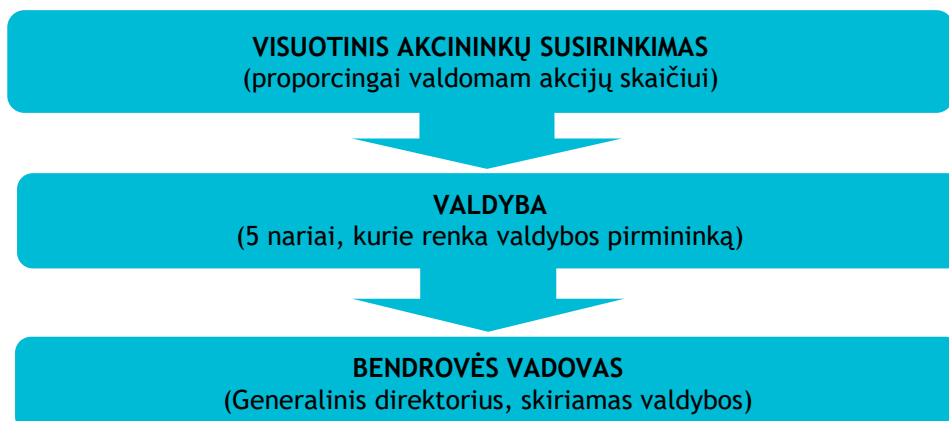 VISUOTINIS AKCININKŲ SUSIRINKIMAS
(proporcingai valdomam akcijų skaičiui)
VALDYBA
(5 nariai, kurie renka valdybos pirmininką)
BENDROVĖS VADOVAS
(Generalinis direktorius, skiriamas valdybos)